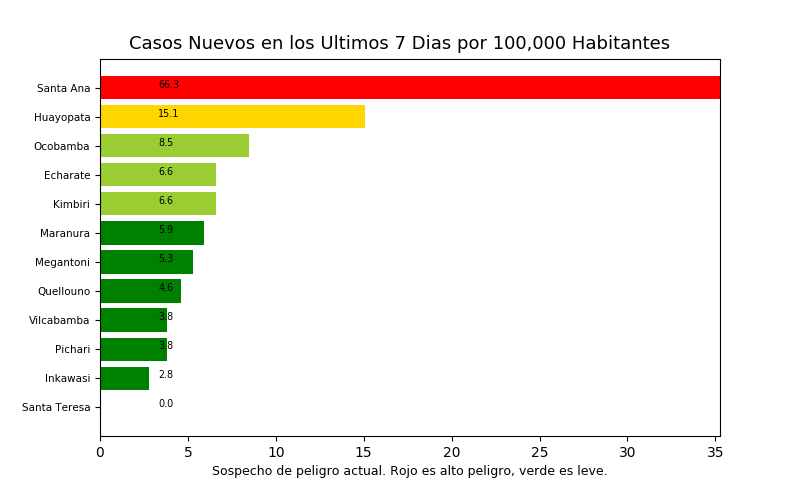 Casos Nuevos en los Ultimos 7 Dias por 100,000 Habitantes
Santa Ana 66.3
Huayopata 15.1
Ocobamba 8.5
Echarate 6.6
Kimbiri 6.6
Maranura 5.9
Megantoni 5.3
Quellouno 4.6
Vilcabamba 3.8
Pichari 3.8
Inkawasi 2.8
Santa Teresa 0.0
0 5 10 15 20 25 30 35
Sospecho de peligro actual. Rojo es alto peligro, verde es leve.